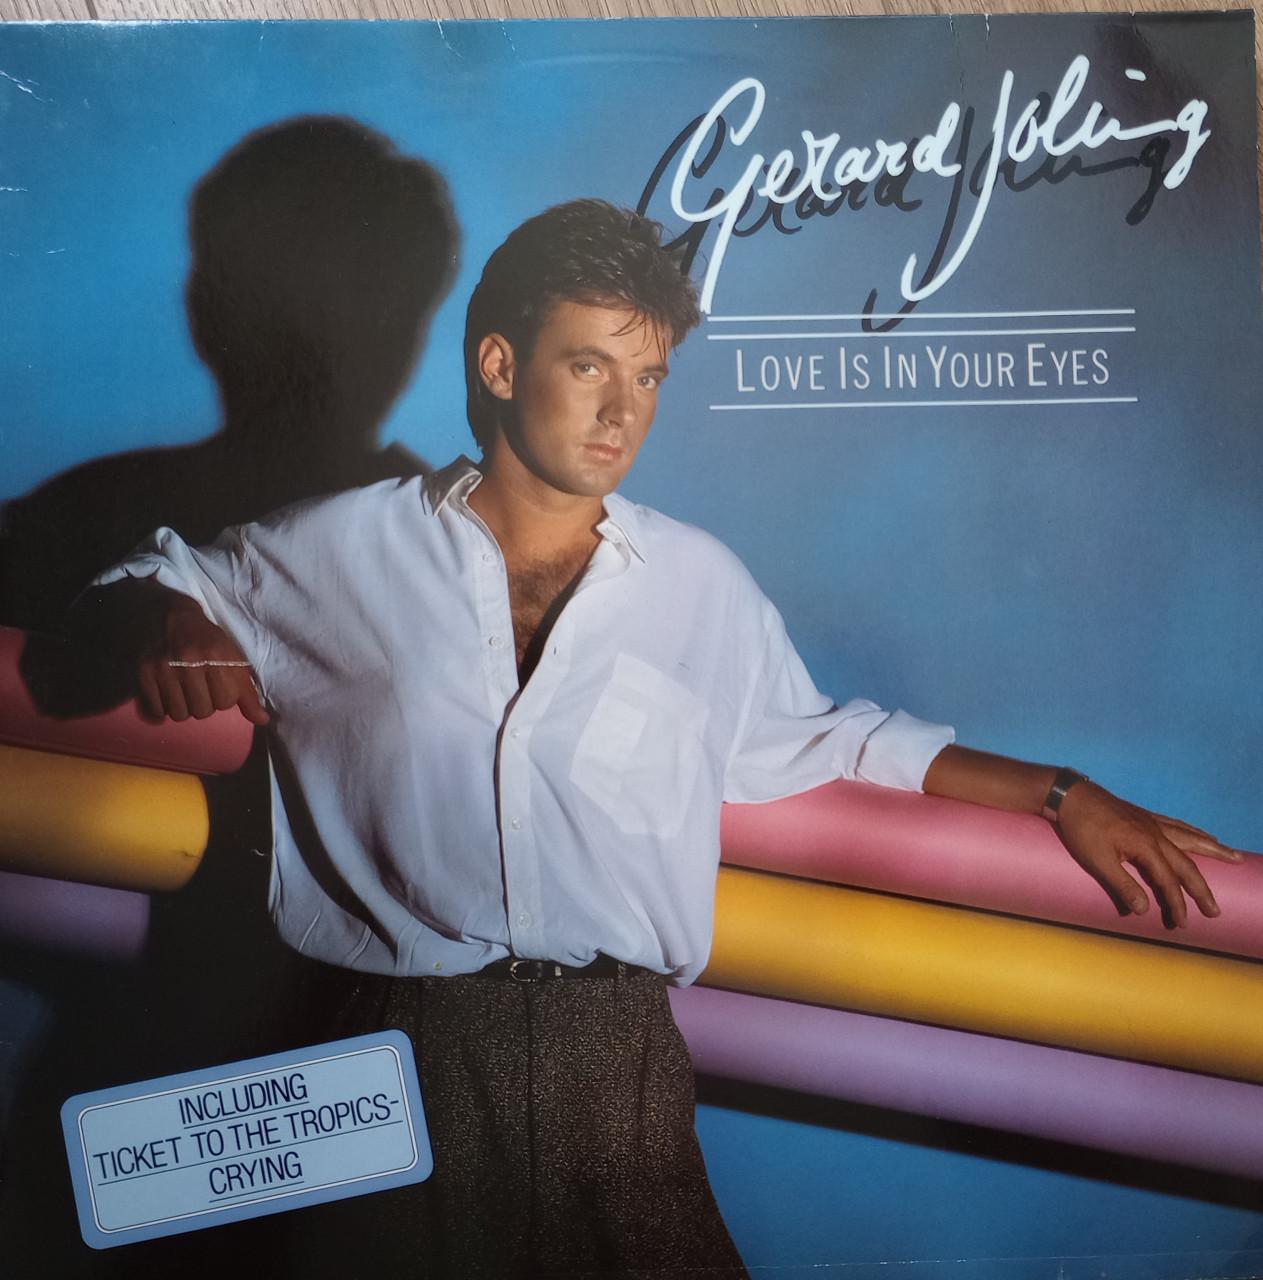 Gerard Joling
LOVE IS IN YOUR EYES
INCLUDING
TICKET TO THE TROPICS-
CRYING